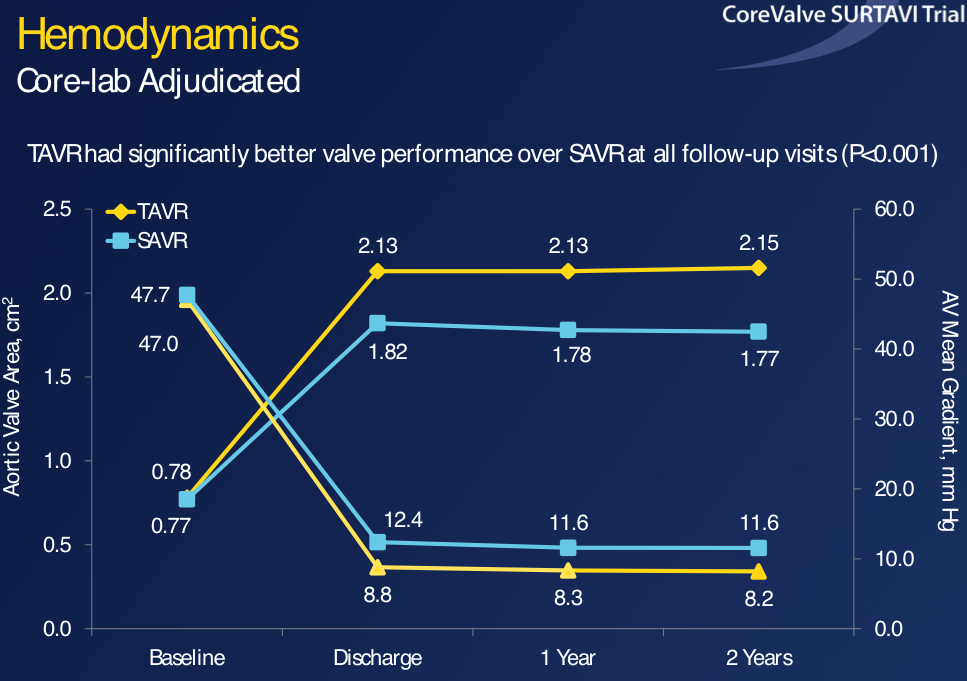 CoreValve SURTAVI Trial
Hemodynamics
Core-lab Adjudicated
TAVR had significantly better valve performance over SAVR at all follow-up visits (P<0.001)
2.5
TAVR
SAVR
60.0
2.13
2.13
2.15
50.0
2.0
47.7
47.0
1.82
1.78
1.77
40.0
1.5
30.0
1.0
0.78
0.77
20.0
12.4
11.6
11.6
0.5
10.0
8.8
8.3
8.2
0.0
0.0
Aortic Valve Area, cm²
AV Mean Gradient, mm Hg
Baseline
Discharge
1 Year
2 Years